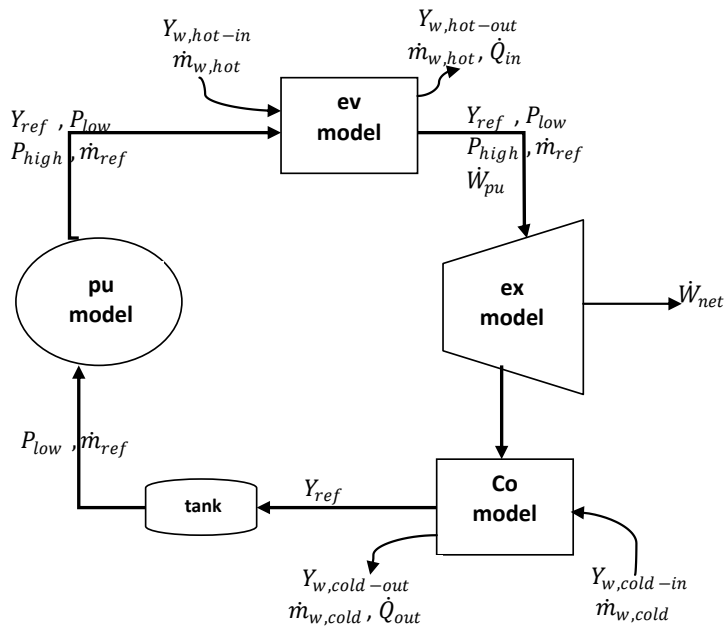 Y_{w,hot-in}
ṁ_{w,hot}
Y_{w,hot-out}
ṁ_{w,hot} , Q̇_{in}
ev
model
Y_{ref} , P_{low}
P_{high} , ṁ_{ref}
Y_{ref} , P_{low}
P_{high} , ṁ_{ref}
Ẇ_{pu}
pu
model
ex
model
Ẇ_{net}
P_{low} , ṁ_{ref}
tank
Y_{ref}
Co
model
Y_{w,cold-out}
ṁ_{w,cold} , Q̇_{out}
Y_{w,cold-in}
ṁ_{w,cold}